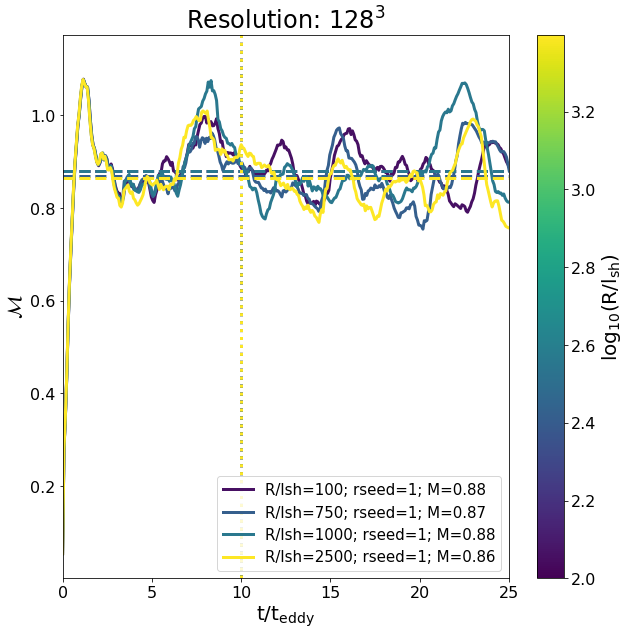 Resolution: 128³
1.0
0.8
0.6
0.4
0.2
ℳ
0
5
10
15
20
25
t/t_eddy
R/lsh=100; rseed=1; M=0.88
R/lsh=750; rseed=1; M=0.87
R/lsh=1000; rseed=1; M=0.88
R/lsh=2500; rseed=1; M=0.86
3.2
3.0
2.8
2.6
2.4
2.2
2.0
log₁₀(R/l_sh)